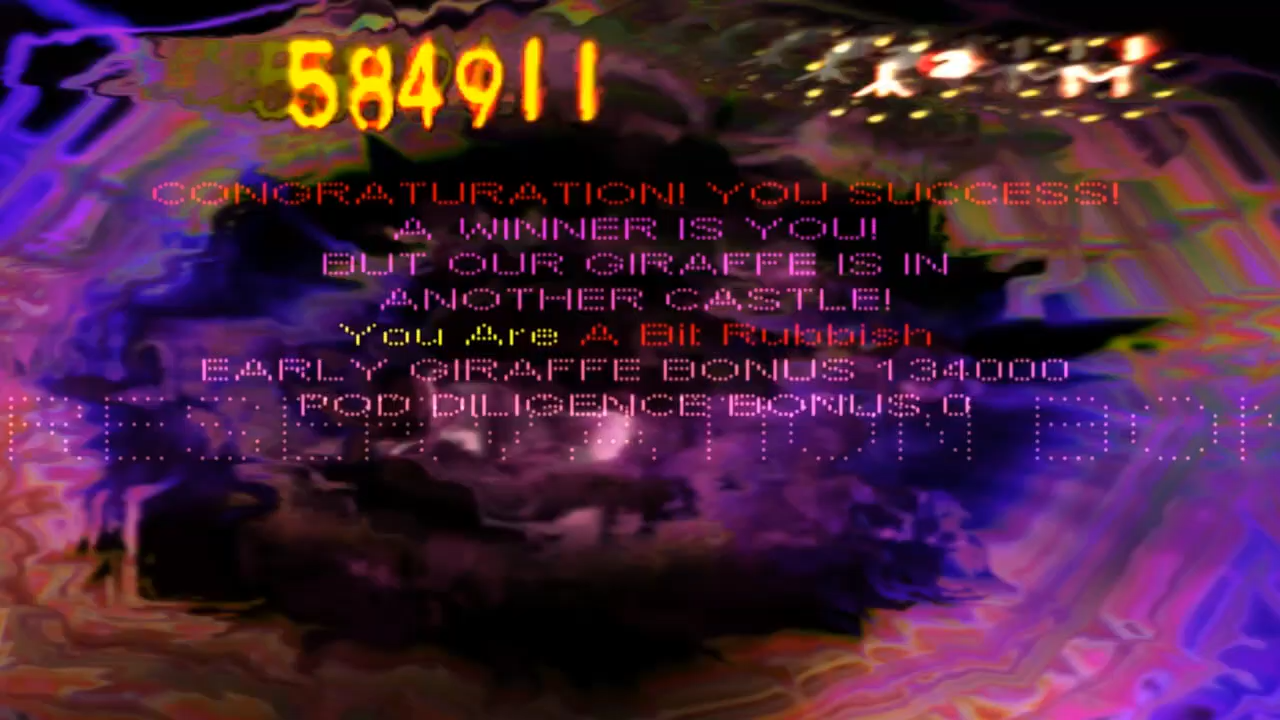 584911
CONGRATURATION! YOU SUCCESS!
A WINNER IS YOU!
BUT OUR GIRAFFE IS IN
ANOTHER CASTLE!
You Are A Bit Rubbish
EARLY GIRAFFE BONUS 134000
POD DILIGENCE BONUS 0